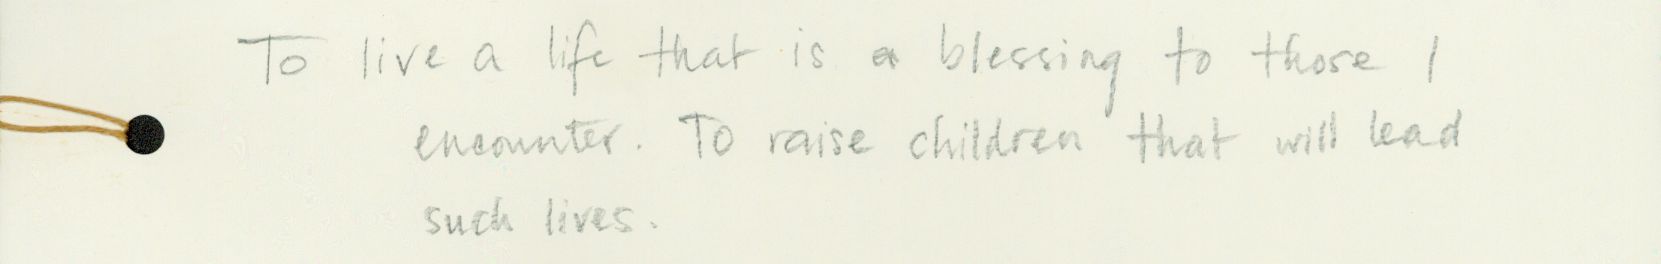 To live a life that is a blessing to those I
encounter. To raise children that will lead
such lives.